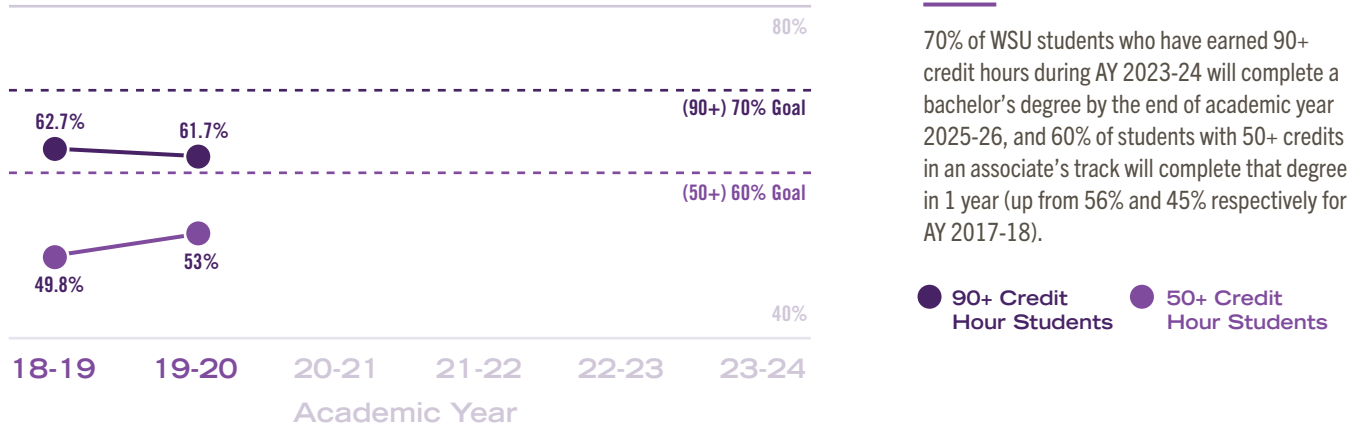 80%
(90+) 70% Goal
62.7%
61.7%
(50+) 60% Goal
49.8%
53%
40%
18-19 19-20 20-21 21-22 22-23 23-24
Academic Year
70% of WSU students who have earned 90+
credit hours during AY 2023-24 will complete a
bachelor’s degree by the end of academic year
2025-26, and 60% of students with 50+ credits
in an associate’s track will complete that degree
in 1 year (up from 56% and 45% respectively for
AY 2017-18).
90+ Credit
Hour Students
50+ Credit
Hour Students